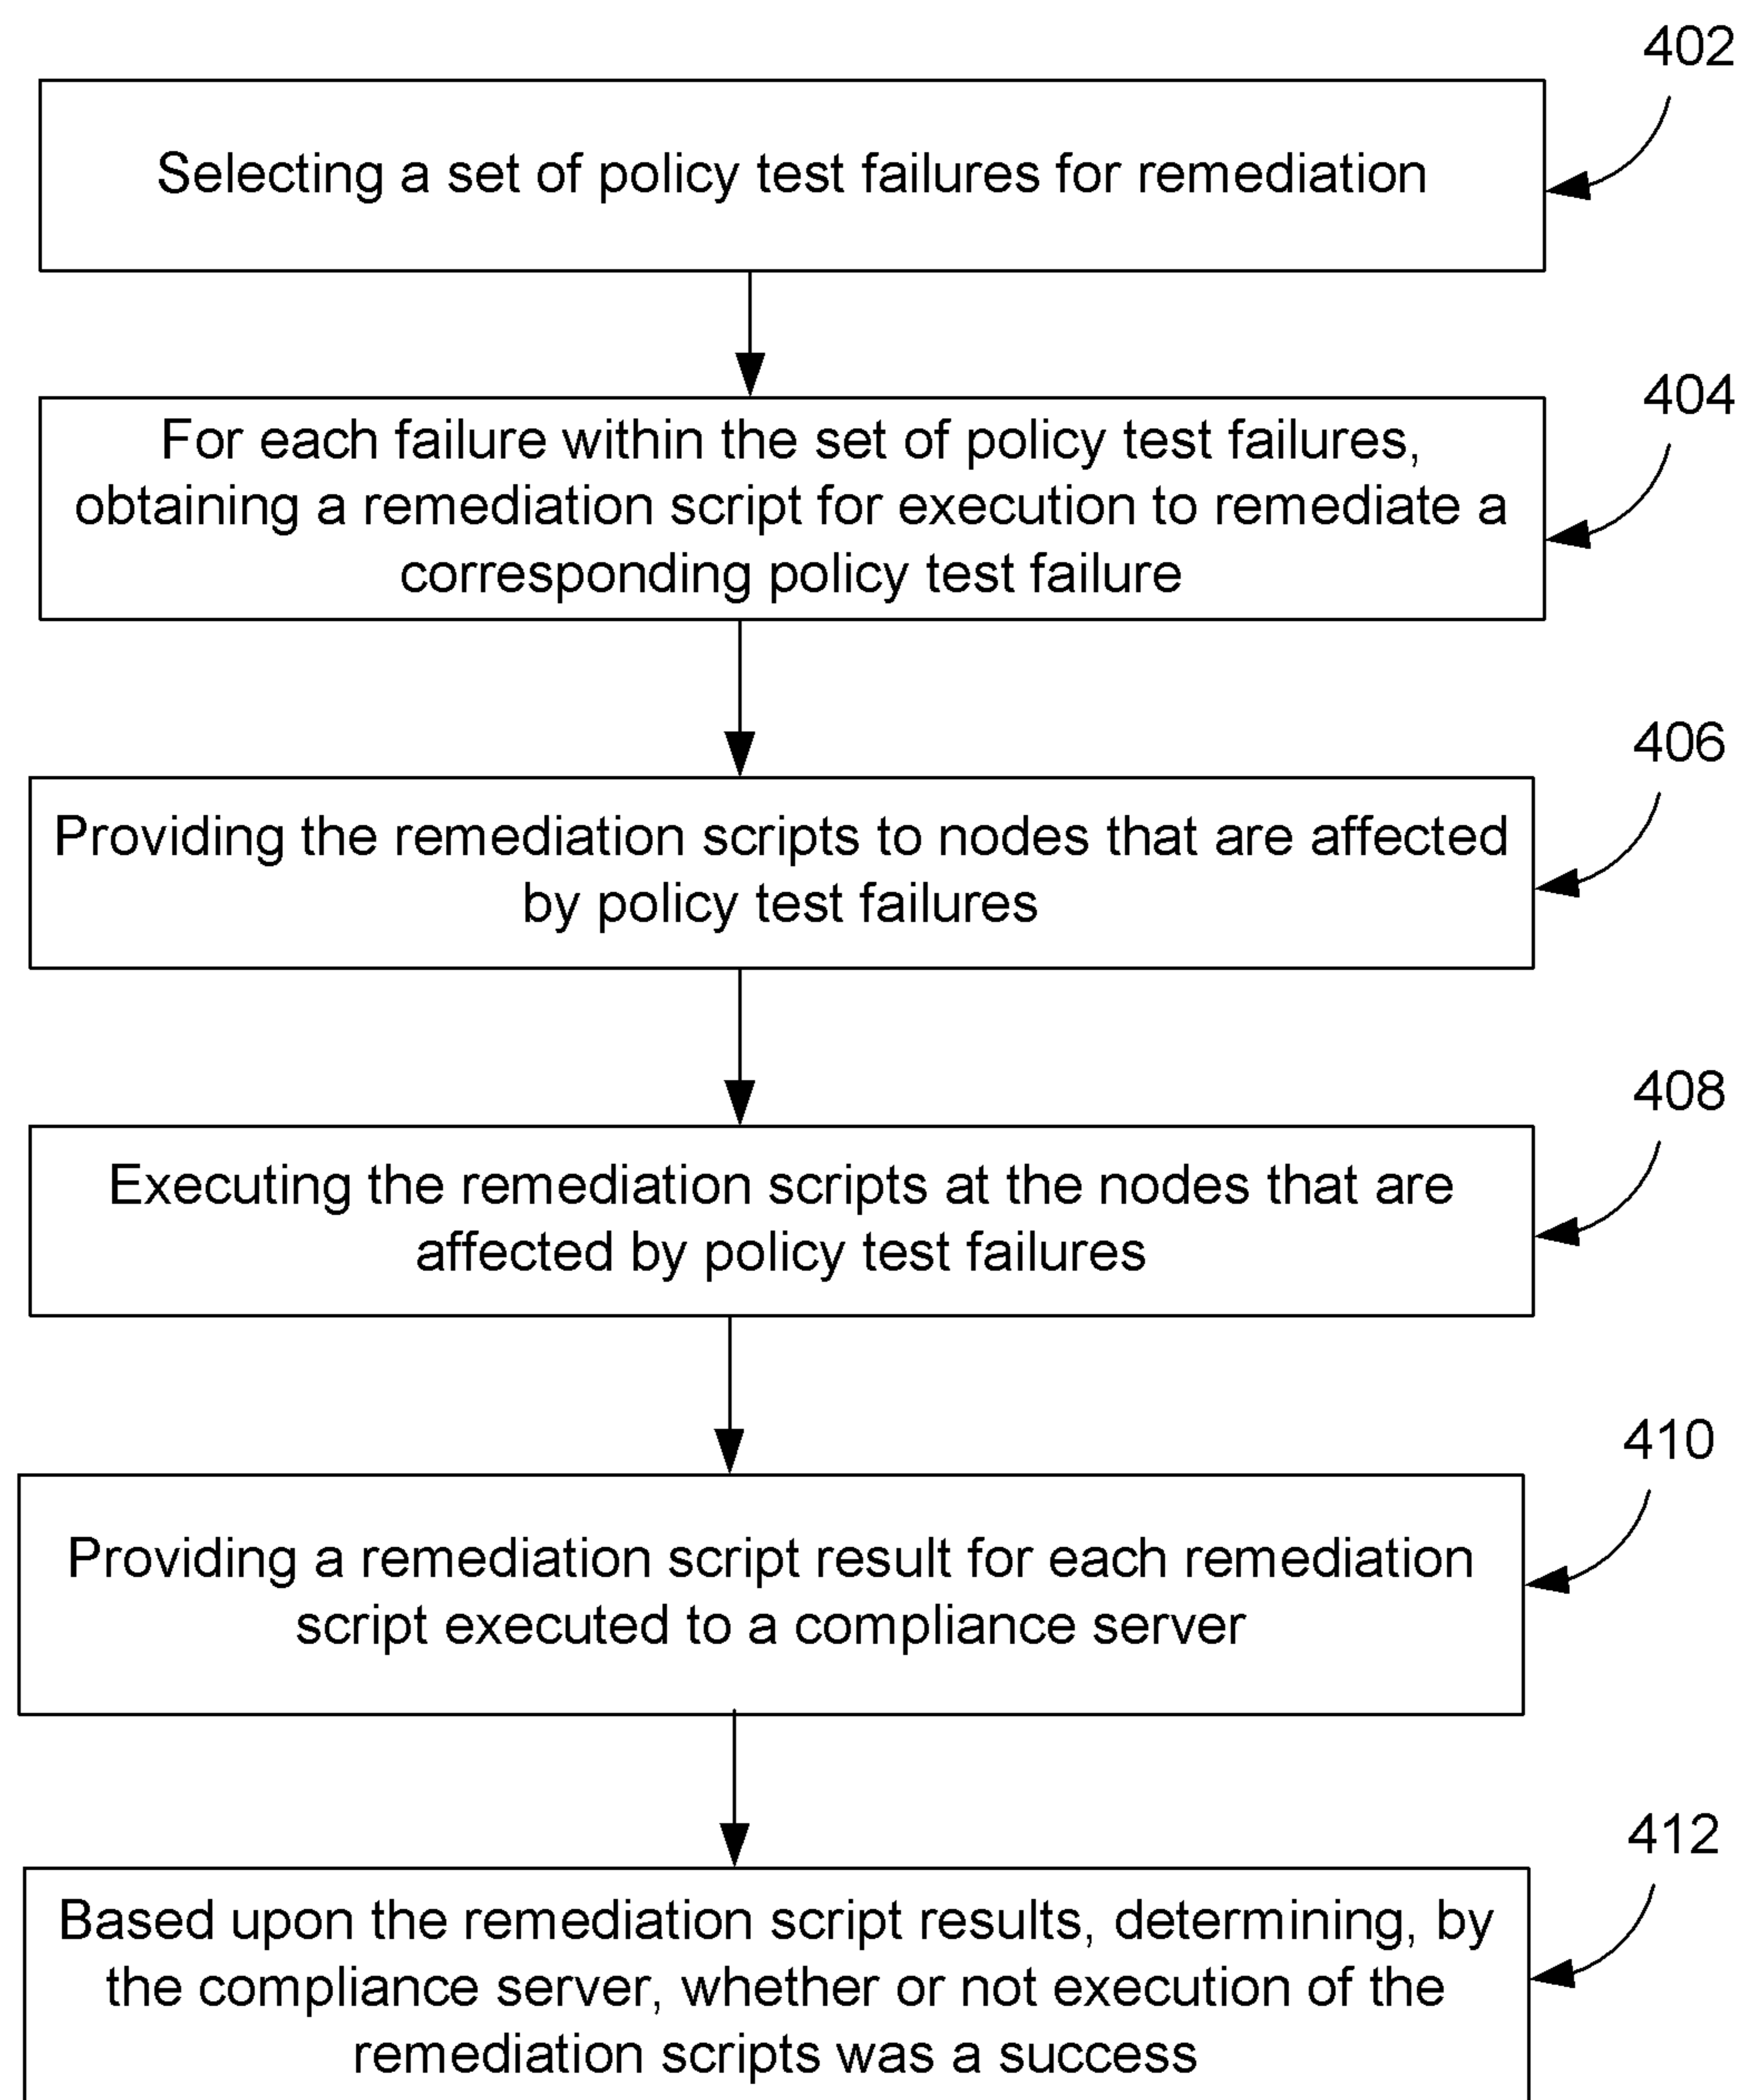 402
Selecting a set of policy test failures for remediation
404
For each failure within the set of policy test failures,
obtaining a remediation script for execution to remediate a
corresponding policy test failure
406
Providing the remediation scripts to nodes that are affected
by policy test failures
408
Executing the remediation scripts at the nodes that are
affected by policy test failures
410
Providing a remediation script result for each remediation
script executed to a compliance server
412
Based upon the remediation script results, determining, by
the compliance server, whether or not execution of the
remediation scripts was a success